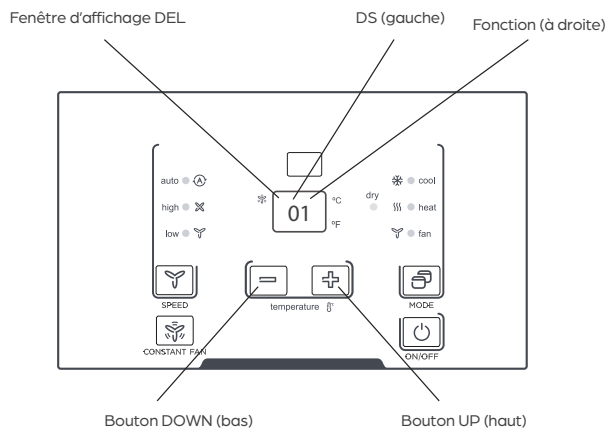 Fenêtre d'affichage DEL
DS (gauche)
Fonction (à droite)
auto
high
low
01
°C
°F
dry
cool
heat
fan
SPEED
temperature
MODE
CONSTANT FAN
ON/OFF
Bouton DOWN (bas)
Bouton UP (haut)